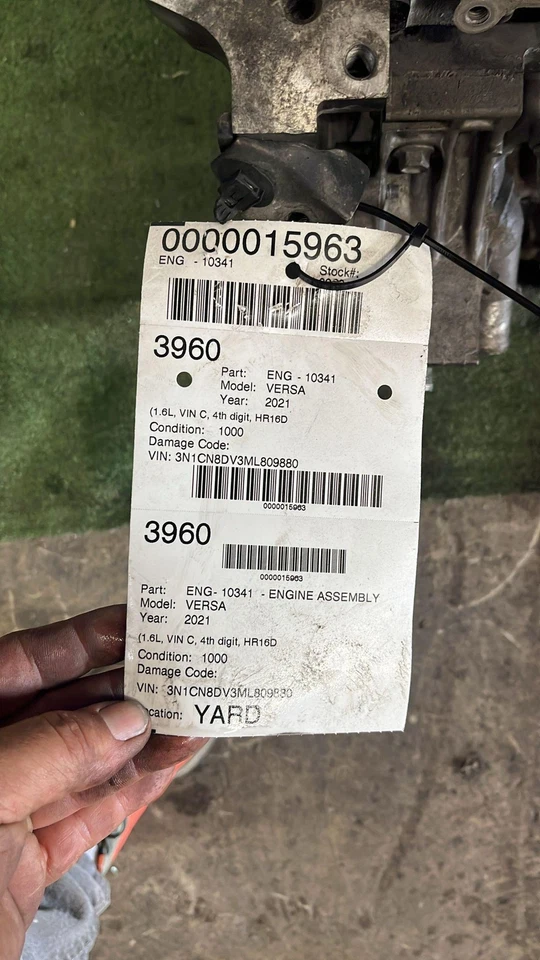 0000015963
ENG - 10341
Stock#:
3960
Part: ENG - 10341
Model: VERSA
Year: 2021
(1.6L, VIN C, 4th digit, HR16D
Condition: 1000
Damage Code:
VIN: 3N1CN8DV3ML809880
0000015963
3960
0000015963
Part: ENG- 10341 - ENGINE ASSEMBLY
Model: VERSA
Year: 2021
(1.6L, VIN C, 4th digit, HR16D
Condition: 1000
Damage Code:
VIN: 3N1CN8DV3ML809880
ocation: YARD